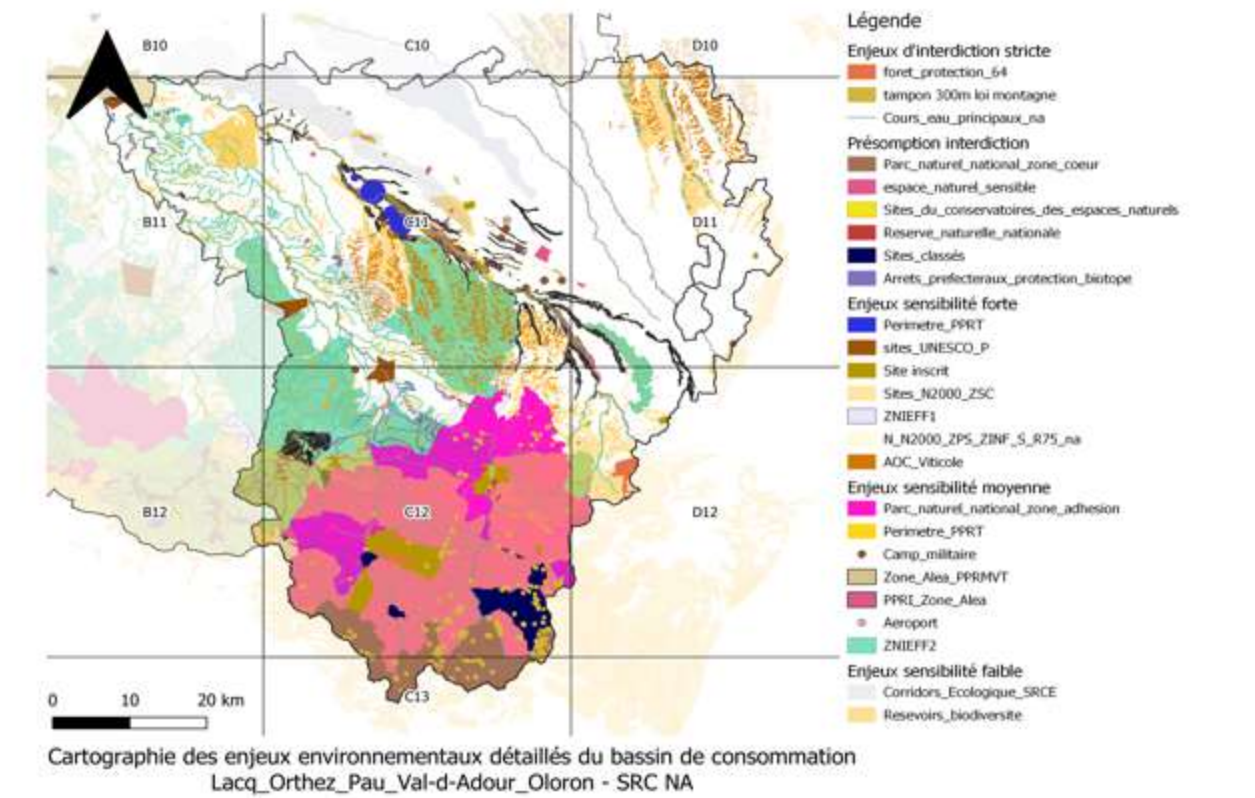 B10
C10
D10
B11
C11
D11
B12
C12
D12
C13
0 10 20 km
Légende
Enjeux d'interdiction stricte
foret_protection_64
tampon 300m loi montagne
Cours_eau_principaux_na
Présomption interdiction
Parc_naturel_national_zone_coeur
espace_naturel_sensible
Sites_du_conservatoires_des_espaces_naturels
Reserve_naturelle_nationale
Sites_classés
Arrets_prefecteraux_protection_biotope
Enjeux sensibilité forte
Perimetre_PPRT
sites_UNESCO_P
Site inscrit
Sites_N2000_ZSC
ZNIEFF1
N_N2000_ZPS_ZINF_S_R75_na
AOC_Viticole
Enjeux sensibilité moyenne
Parc_naturel_national_zone_adhesion
Perimetre_PPRT
Camp_militaire
Zone_Alea_PPRMVT
PPRI_Zone_Alea
Aeroport
ZNIEFF2
Enjeux sensibilité faible
Corridors_Ecologique_SRCE
Resevoirs_biodiversite
Cartographie des enjeux environnementaux détaillés du bassin de consommation
Lacq_Orthez_Pau_Val-d-Adour_Oloron - SRC NA